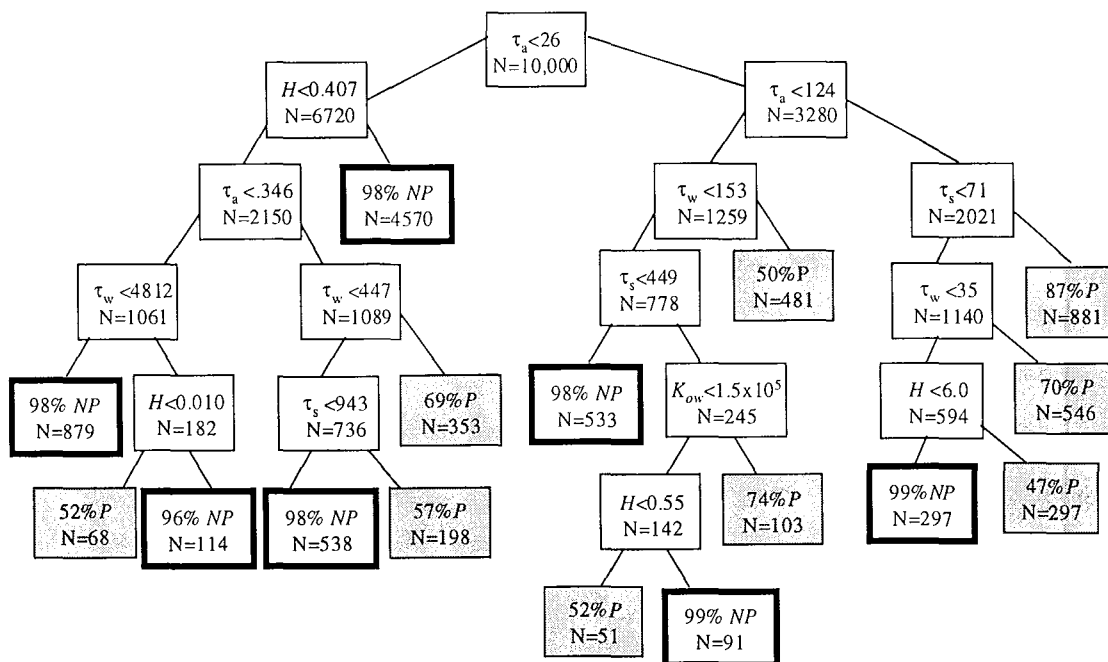 τa<26
N=10,000
H<0.407
N=6720
τa<124
N=3280
τa<.346
N=2150
98% NP
N=4570
τw<153
N=1259
τs<71
N=2021
τw<4812
N=1061
τw<447
N=1089
τs<449
N=778
50%P
N=481
τw<35
N=1140
87%P
N=881
98% NP
N=879
H<0.010
N=182
τs<943
N=736
69%P
N=353
98% NP
N=533
Kow<1.5x10⁵
N=245
H<6.0
N=594
70%P
N=546
52%P
N=68
96% NP
N=114
98% NP
N=538
57%P
N=198
H<0.55
N=142
74%P
N=103
99%NP
N=297
47%P
N=297
52%P
N=51
99% NP
N=91